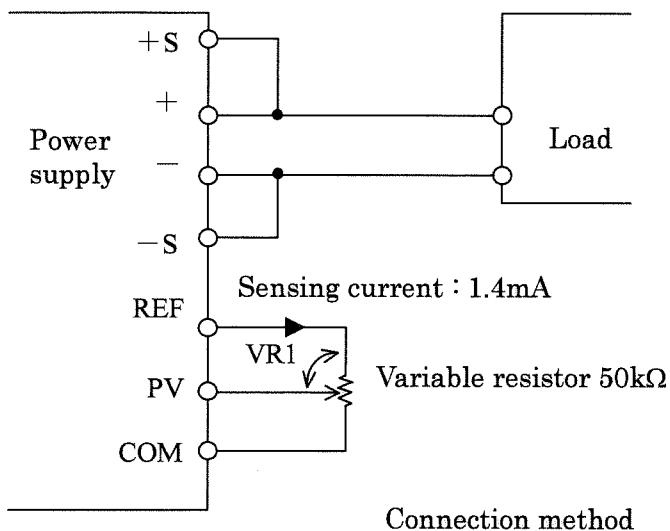 +S
+
Power
supply
−
Load
−S
REF
Sensing current : 1.4mA
VR1
PV
Variable resistor 50kΩ
COM
Connection method